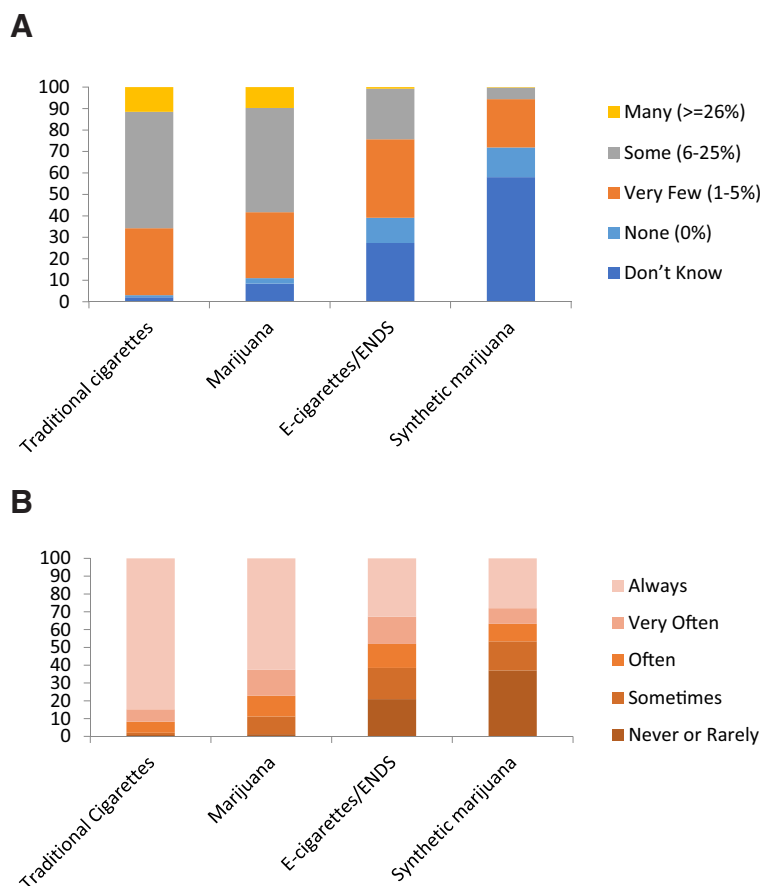 A
100
90
80
70
60
50
40
30
20
10
0
Many (>=26%)
Some (6-25%)
Very Few (1-5%)
None (0%)
Don't Know
Traditional cigarettes
Marijuana
E-cigarettes/ENDS
Synthetic marijuana
B
100
90
80
70
60
50
40
30
20
10
0
Always
Very Often
Often
Sometimes
Never or Rarely
Traditional Cigarettes
Marijuana
E-cigarettes/ENDS
Synthetic marijuana